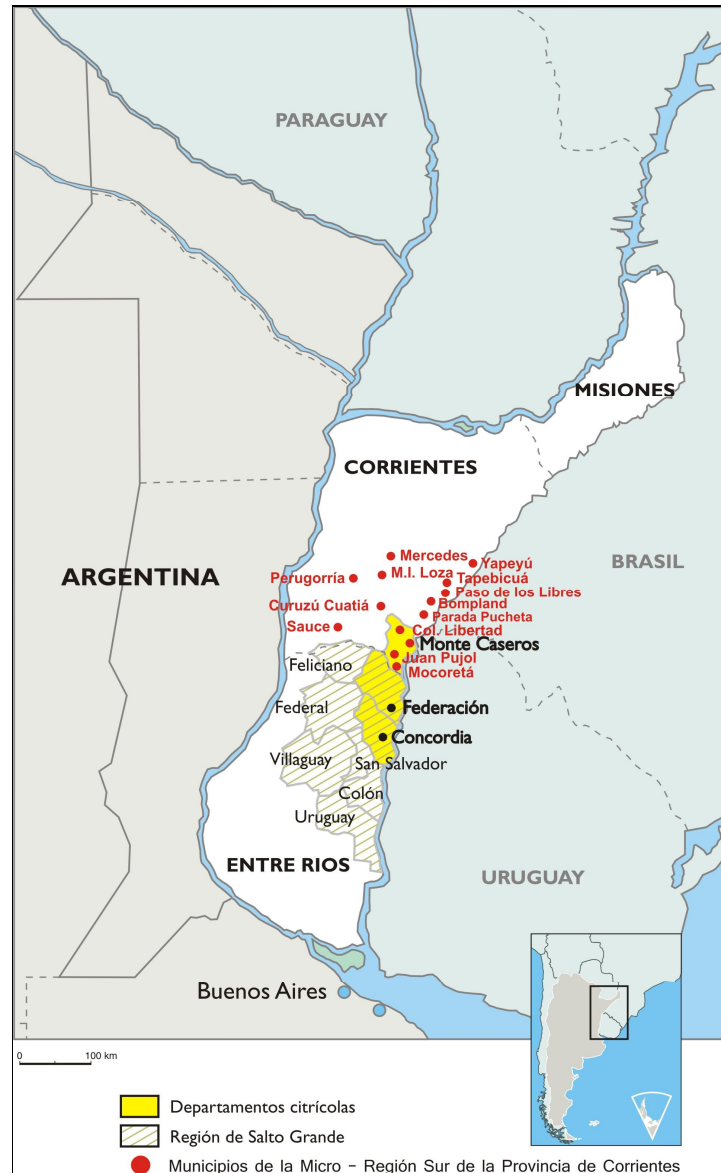 PARAGUAY
MISIONES
CORRIENTES
BRASIL
ARGENTINA
Mercedes
Yapeyú
M.I. Loza
Perugorría
Tapebicuá
Paso de los Libres
Bompland
Curuzú Cuatiá
Parada Pucheta
Sauce
Col. Libertad
Monte Caseros
Juan Pujol
Feliciano
Mocoretá
Federal
Federación
Concordia
Villaguay
San Salvador
Colón
Uruguay
ENTRE RIOS
URUGUAY
Buenos Aires
0 100 km
Departamentos citrícolas
Región de Salto Grande
Municipios de la Micro – Región Sur de la Provincia de Corrientes